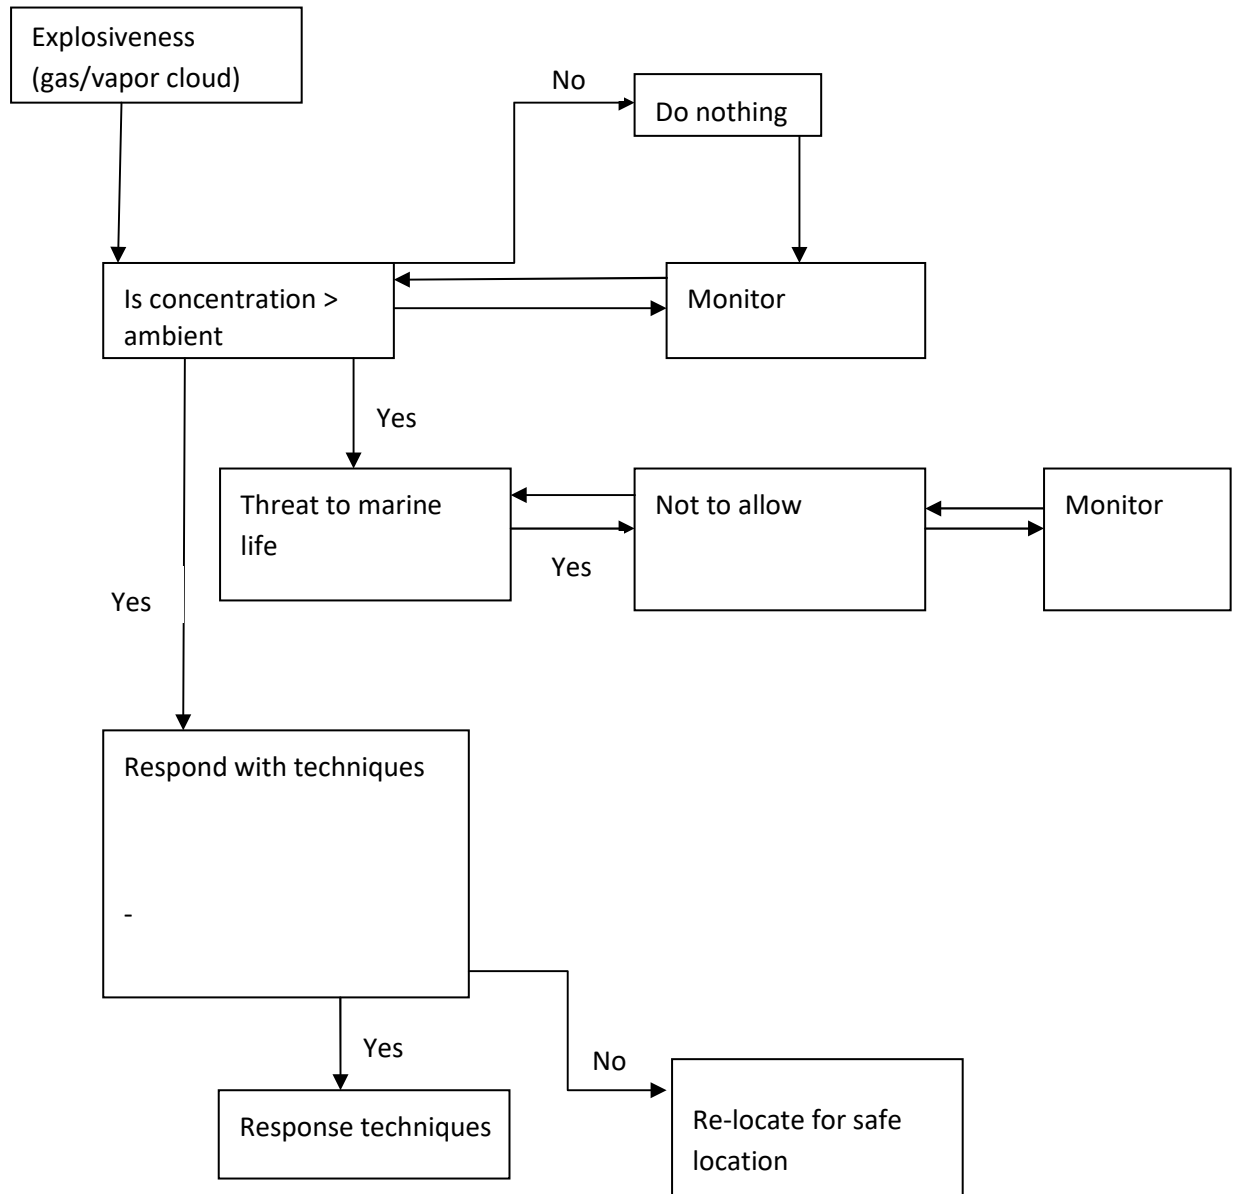 Explosiveness
(gas/vapor cloud)
No
Do nothing
Is concentration >
ambient
Monitor
Yes
Threat to marine
life
Yes
Not to allow
Monitor
Yes
Respond with techniques
-
Yes
No
Response techniques
Re-locate for safe
location